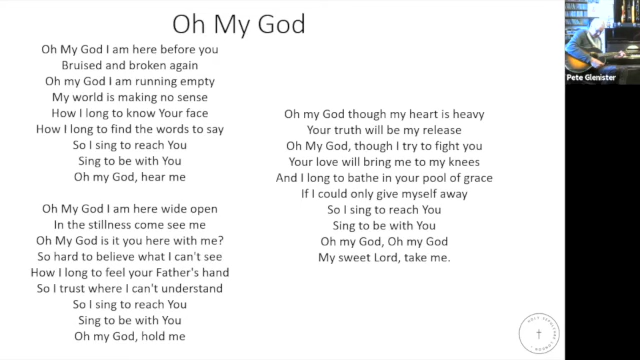 Oh My God
Oh My God I am here before you
Bruised and broken again
Oh my God I am running empty
My world is making no sense
How I long to know Your face
How I long to find the words to say
So I sing to reach You
Sing to be with You
Oh my God, hear me
Oh My God I am here wide open
In the stillness come see me
Oh My God is it you here with me?
So hard to believe what I can't see
How I long to feel your Father's hand
So I trust where I can't understand
So I sing to reach You
Sing to be with You
Oh my God, hold me
Oh my God though my heart is heavy
Your truth will be my release
Oh My God, though I try to fight you
Your love will bring me to my knees
And I long to bathe in your pool of grace
If I could only give myself away
So I sing to reach You
Sing to be with You
Oh my God, Oh my God
My sweet Lord, take me.
Pete Glenister
HOLY SEPULCHRE LONDON